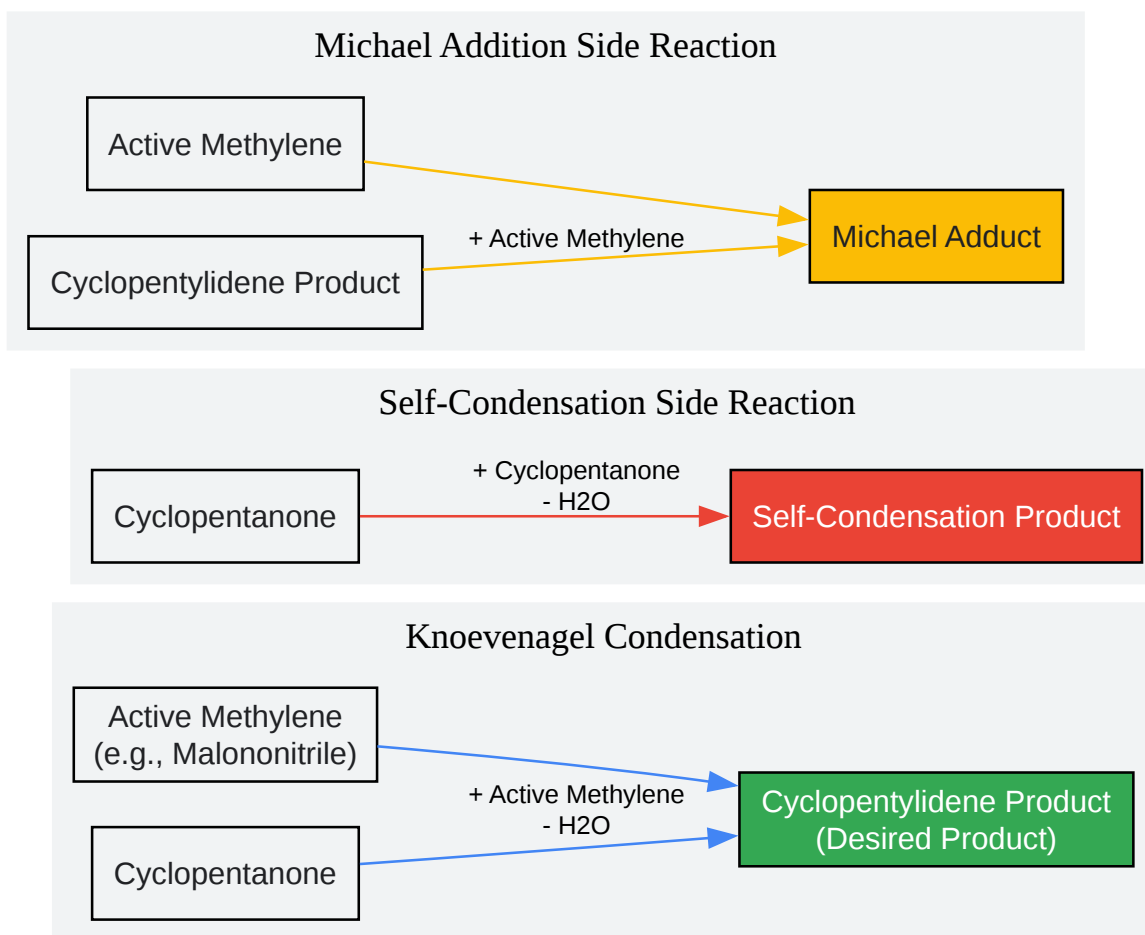 Michael Addition Side Reaction
Active Methylene
+ Active Methylene
Michael Adduct
Cyclopentylidene Product
Self-Condensation Side Reaction
+ Cyclopentanone
- H2O
Cyclopentanone
Self-Condensation Product
Knoevenagel Condensation
Active Methylene
(e.g., Malononitrile)
+ Active Methylene
- H2O
Cyclopentylidene Product
(Desired Product)
Cyclopentanone